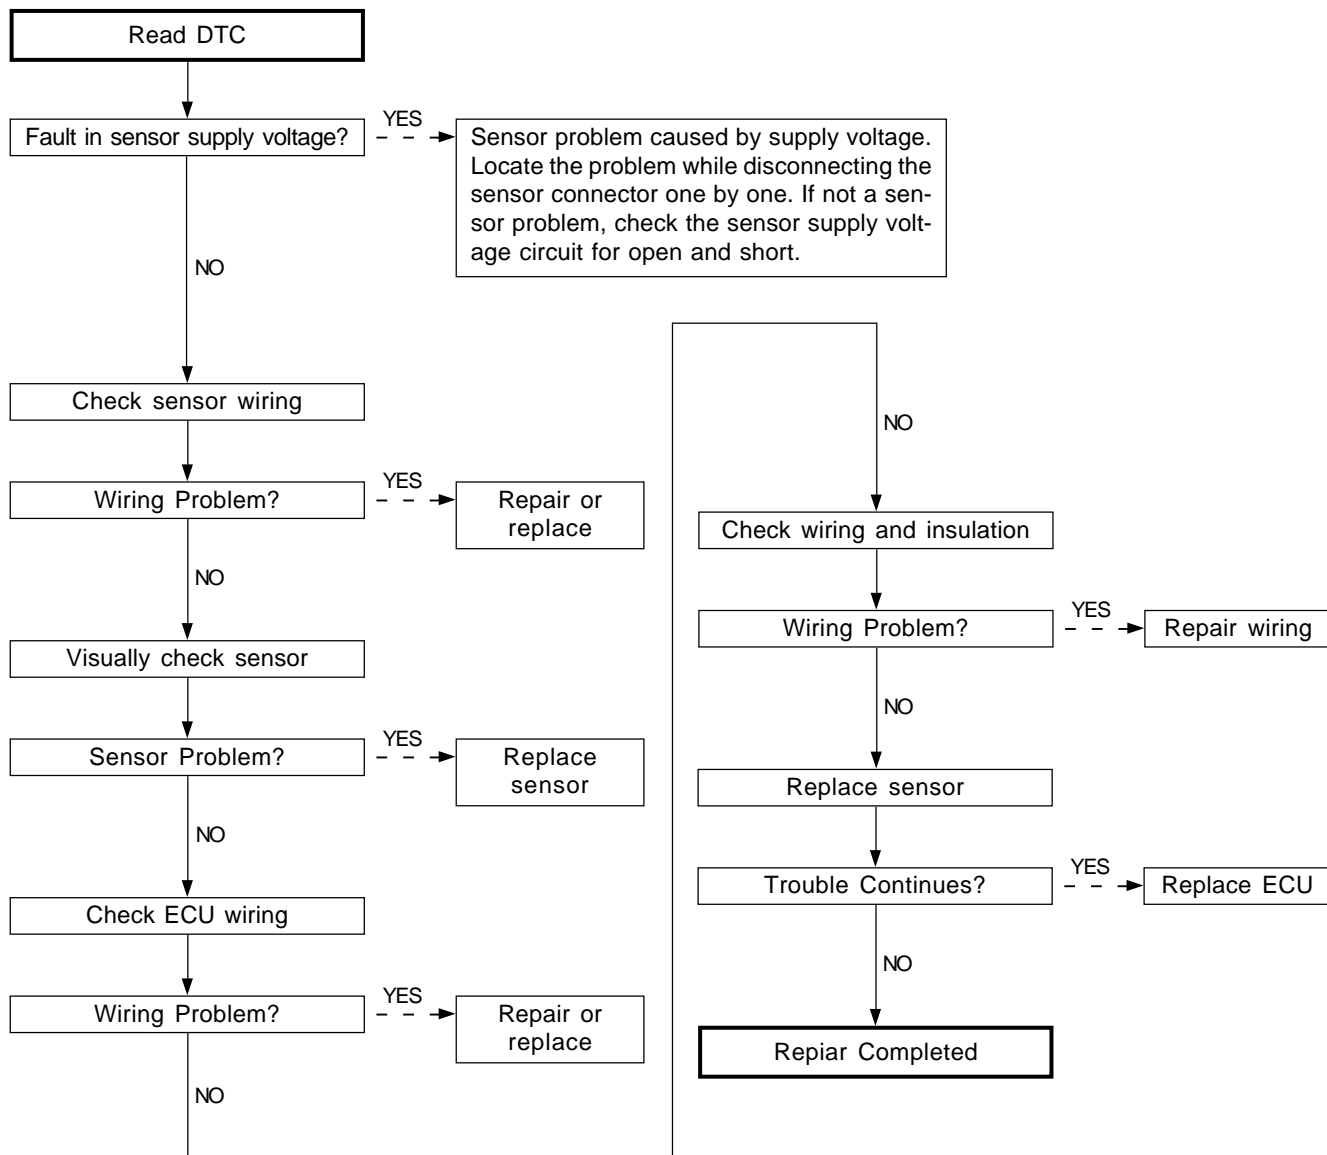 Read DTC
Fault in sensor supply voltage?
YES
Sensor problem caused by supply voltage.
Locate the problem while disconnecting the
sensor connector one by one. If not a sen-
sor problem, check the sensor supply volt-
age circuit for open and short.
NO
Check sensor wiring
Wiring Problem?
YES
Repair or
replace
NO
Visually check sensor
Sensor Problem?
YES
Replace
sensor
NO
Check ECU wiring
Wiring Problem?
YES
Repair or
replace
NO
NO
Check wiring and insulation
Wiring Problem?
YES
Repair wiring
NO
Replace sensor
Trouble Continues?
YES
Replace ECU
NO
Repiar Completed